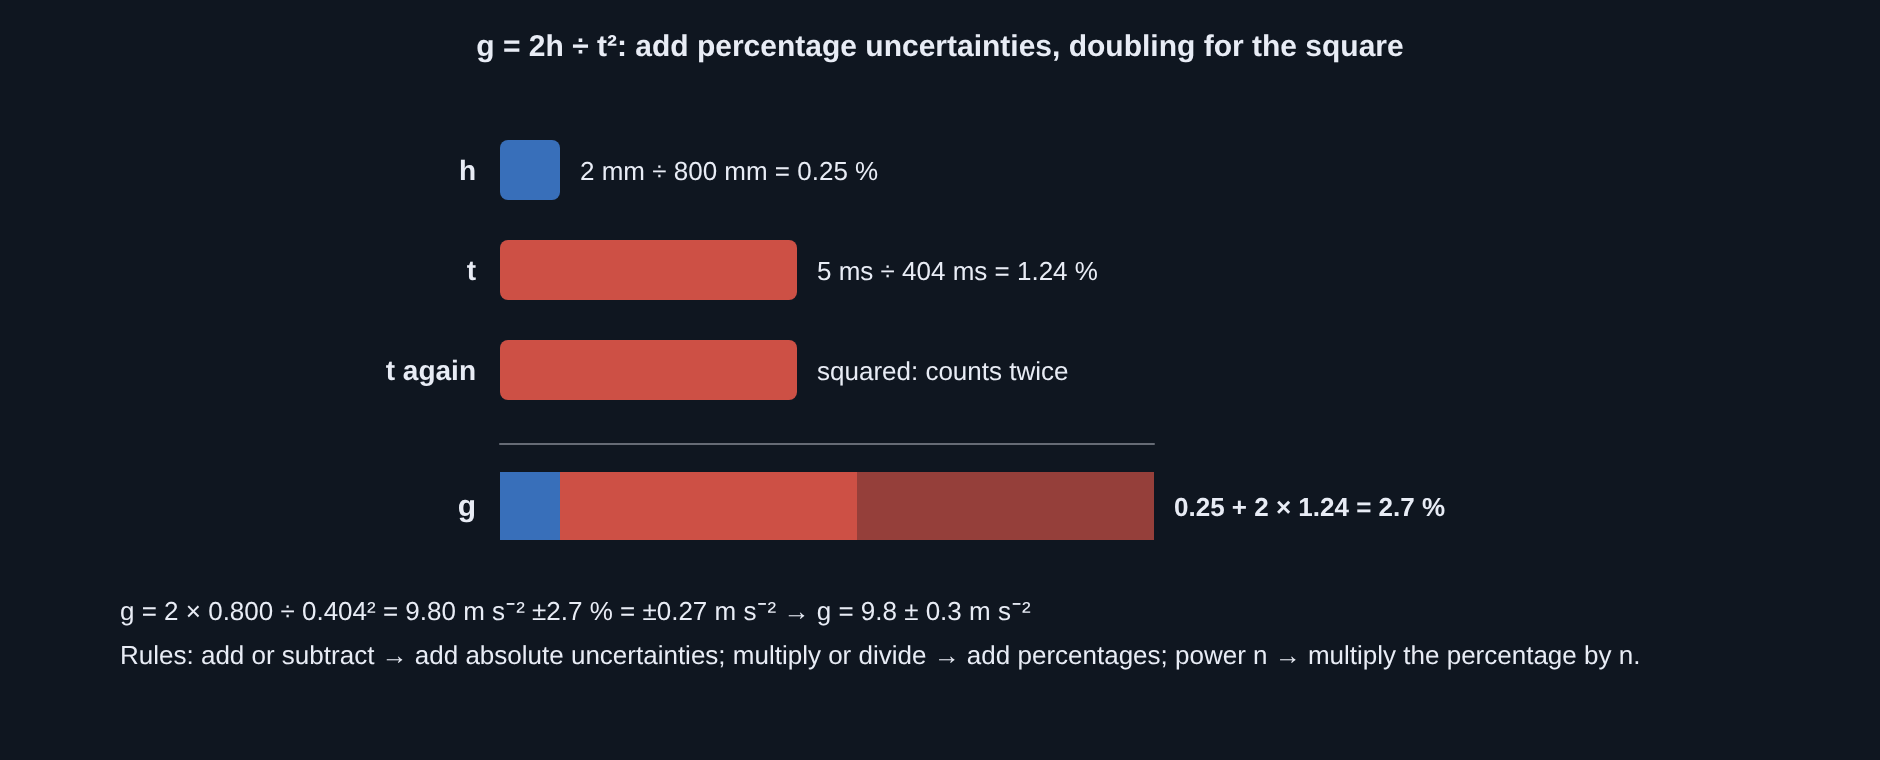 g = 2h ÷ t²: add percentage uncertainties, doubling for the square
h 2 mm ÷ 800 mm = 0.25 %
t 5 ms ÷ 404 ms = 1.24 %
t again squared: counts twice
g 0.25 + 2 × 1.24 = 2.7 %
g = 2 × 0.800 ÷ 0.404² = 9.80 m s⁻² ±2.7 % = ±0.27 m s⁻² → g = 9.8 ± 0.3 m s⁻²
Rules: add or subtract → add absolute uncertainties; multiply or divide → add percentages; power n → multiply the percentage by n.